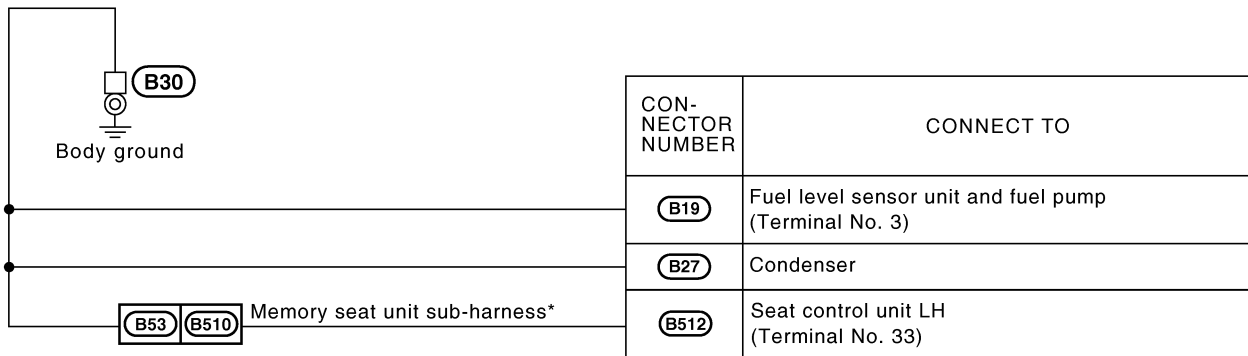 B30
Body ground
CON-
NECTOR
NUMBER
CONNECT TO
B19
Fuel level sensor unit and fuel pump
(Terminal No. 3)
B27
Condenser
B53
B510
Memory seat unit sub-harness*
B512
Seat control unit LH
(Terminal No. 33)